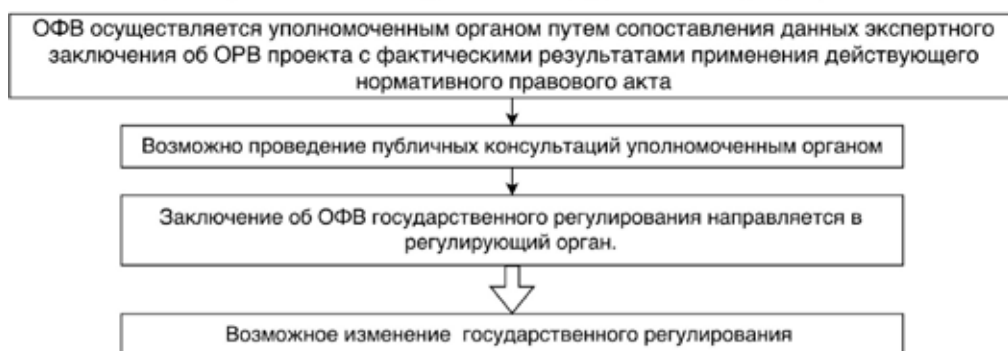 ОФВ осуществляется уполномоченным органом путем сопоставления данных экспертного
заключения об ОРВ проекта с фактическими результатами применения действующего
нормативного правового акта
Возможно проведение публичных консультаций уполномоченным органом
Заключение об ОФВ государственного регулирования направляется в
регулирующий орган.
Возможное изменение государственного регулирования